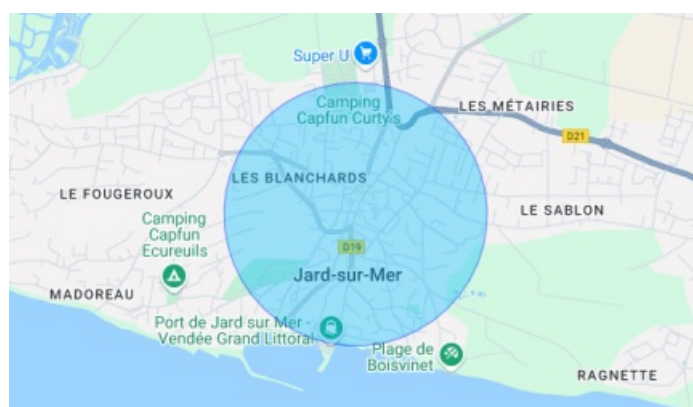 Super U
Camping
Capfun Curty's
LES MÉTAIRIES
D21
LES BLANCHARDS
LE FOUGEROUX
LE SABLON
Camping
Capfun
Ecureuils
D19
Jard-sur-Mer
MADOREAU
Port de Jard sur Mer -
Vendée Grand Littoral
Plage de
Boisvinet
RAGNETTE